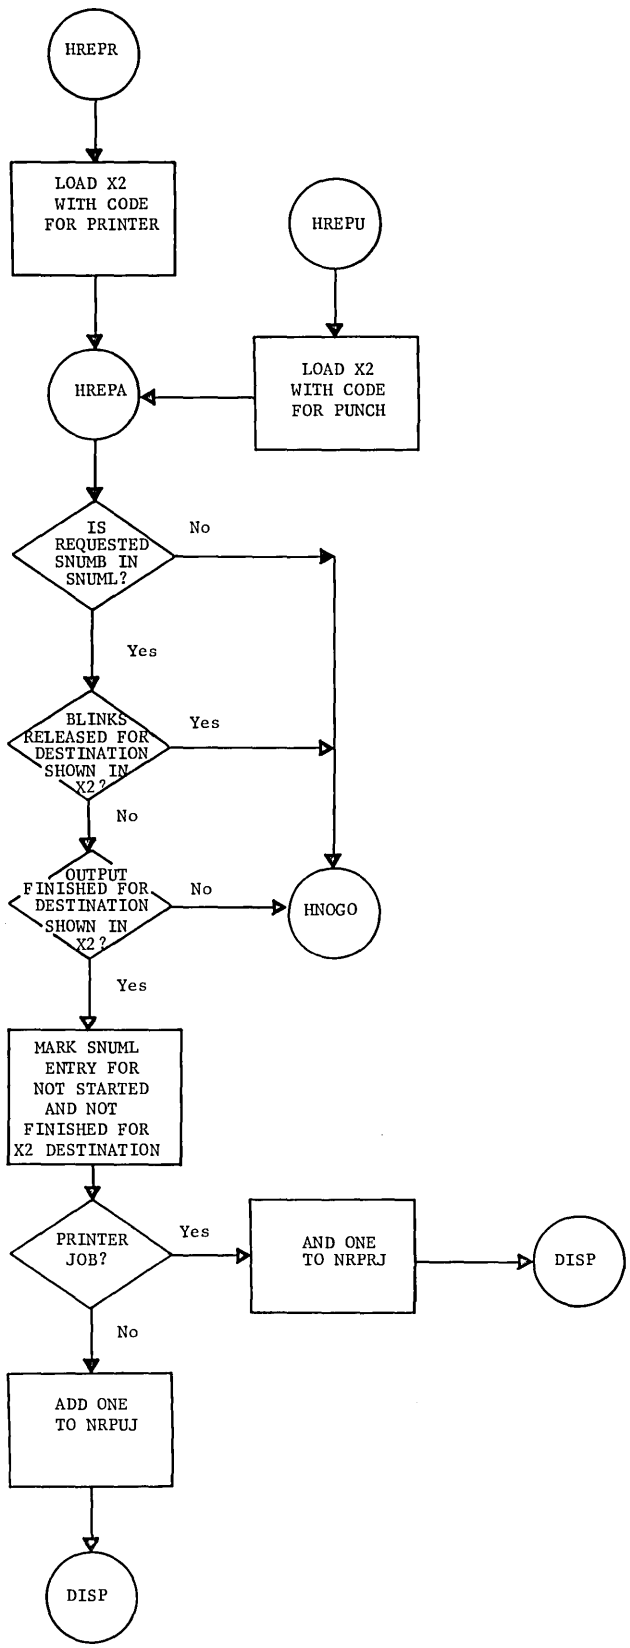 HREPR
LOAD X2
WITH CODE
FOR PRINTER
HREPU
LOAD X2
WITH CODE
FOR PUNCH
HREPA
IS
REQUESTED
SNUMB IN
SNUML?
No
Yes
BLINKS
RELEASED FOR
DESTINATION
SHOWN IN
X2?
Yes
No
OUTPUT
FINISHED FOR
DESTINATION
SHOWN IN
X2?
No
HNOGO
Yes
MARK SNUML
ENTRY FOR
NOT STARTED
AND NOT
FINISHED FOR
X2 DESTINATION
PRINTER
JOB?
Yes
AND ONE
TO NRPRJ
DISP
No
ADD ONE
TO NRPUJ
DISP